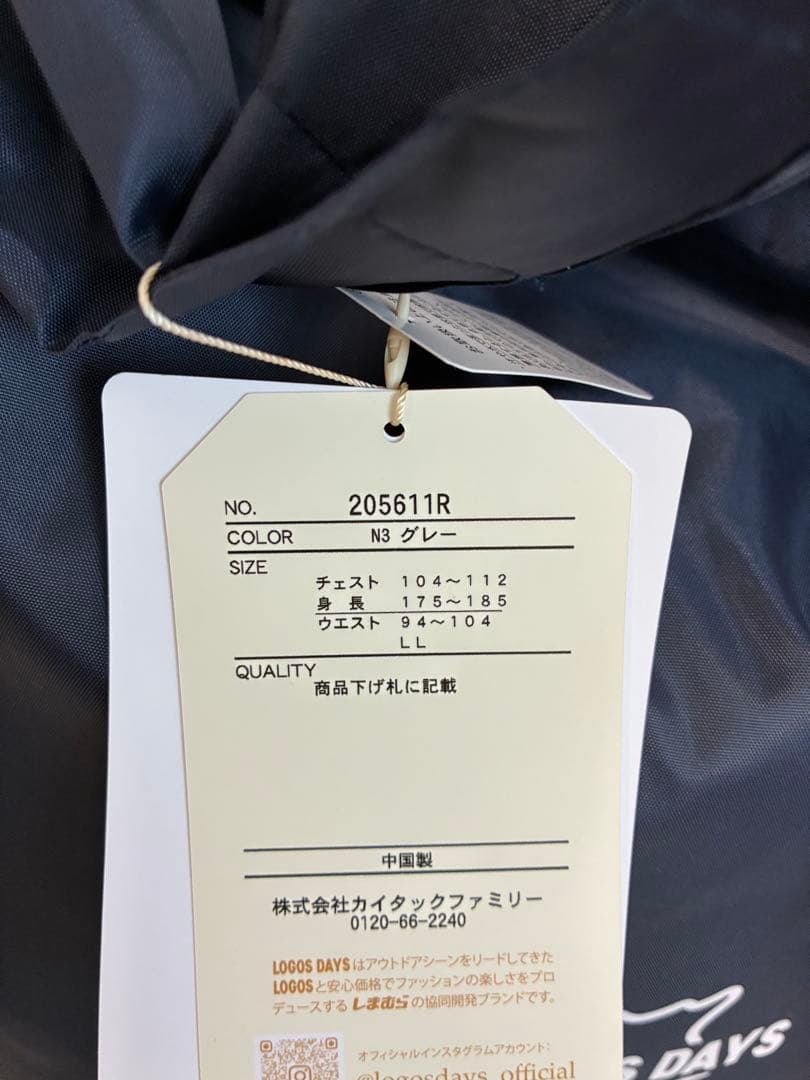 NO. 205611R
COLOR N3 グレー
SIZE
チェスト 104〜112
身 長 175〜185
ウエスト 94〜104
LL
QUALITY
商品下げ札に記載
中国製
株式会社カイタックファミリー
0120-66-2240
LOGOS DAYSはアウトドアシーンをリードしてきた
LOGOSと安心価格でファッションの楽しさをプロ
デュースするしまむらの協同開発ブランドです。
オフィシャルインスタグラムアカウント:
@logosdays_official
S DAYS